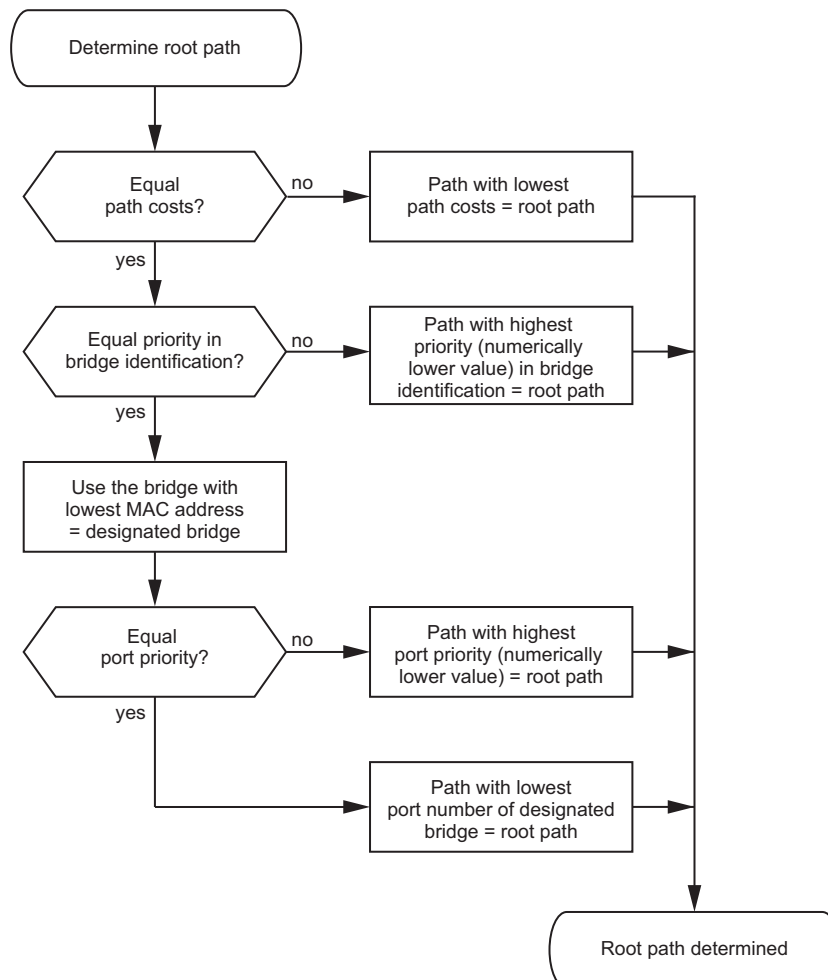 Determine root path
Equal
path costs?
no
Path with lowest
path costs = root path
yes
Equal priority in
bridge identification?
no
Path with highest
priority (numerically
lower value) in bridge
identification = root path
yes
Use the bridge with
lowest MAC address
= designated bridge
Equal
port priority?
no
Path with highest
port priority (numerically
lower value) = root path
yes
Path with lowest
port number of designated
bridge = root path
Root path determined